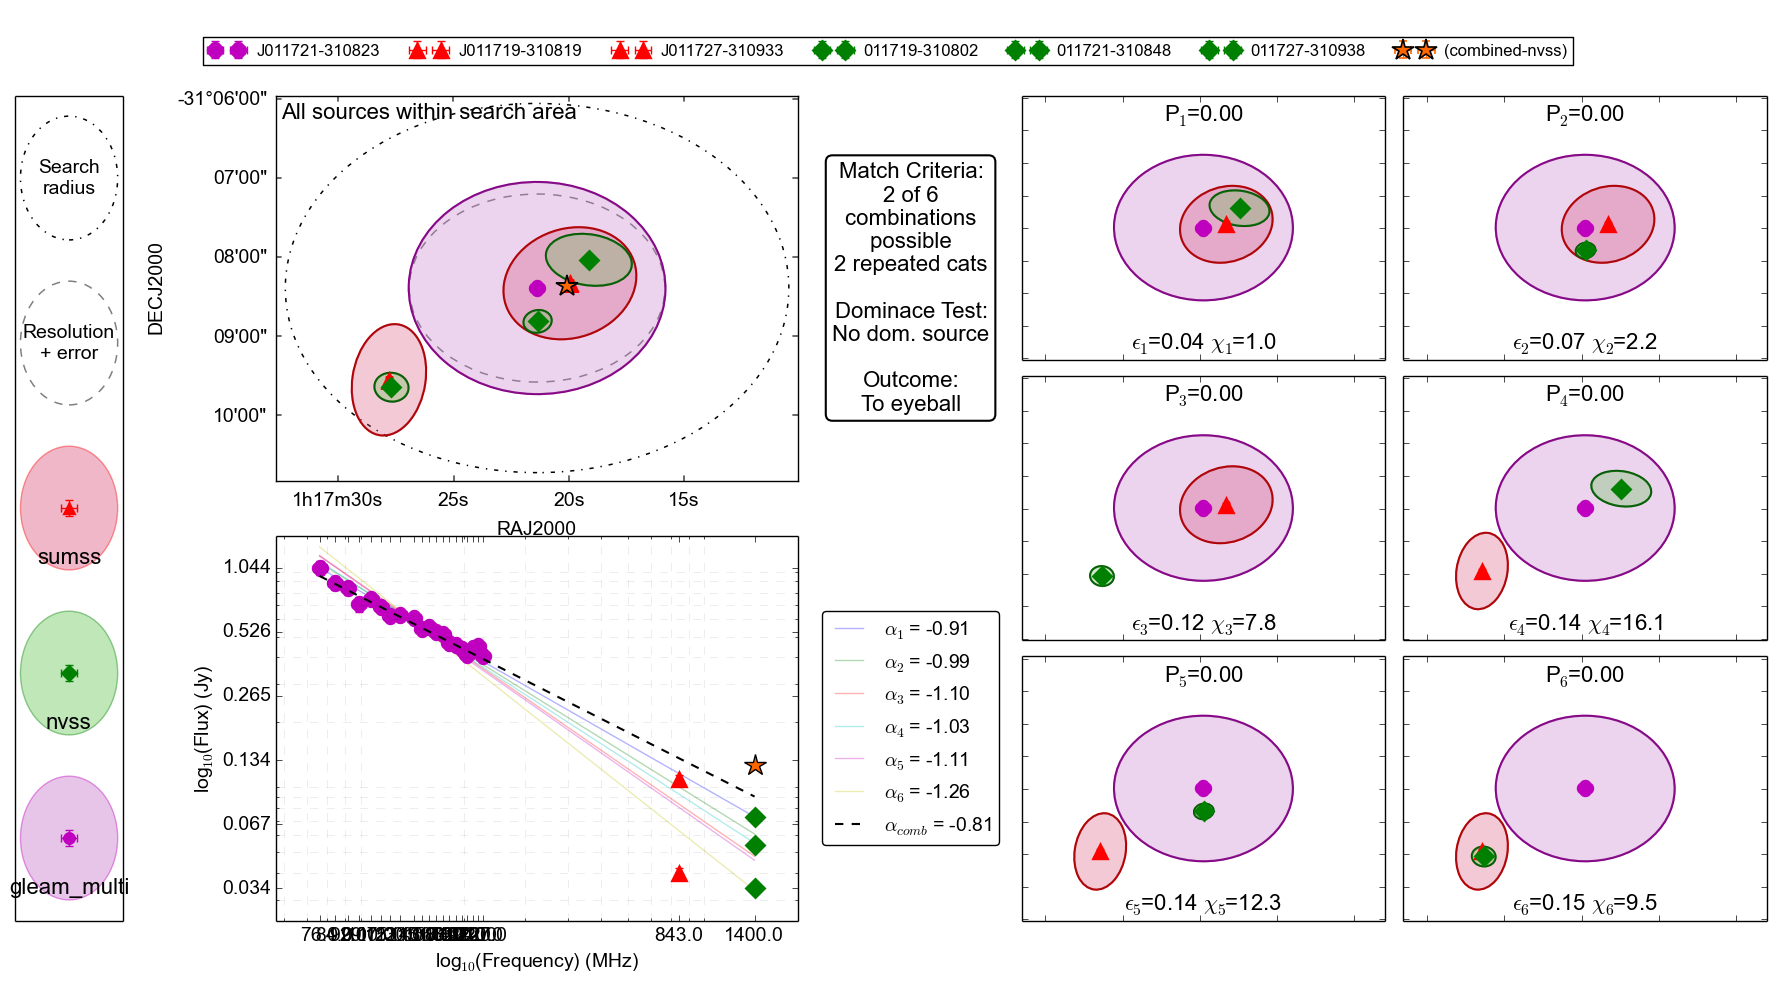 J011721-310823 J011719-310819 J011727-310933 011719-310802 011721-310848 011727-310938 (combined-nvss)
Search
radius
Resolution
+ error
sumss
nvss
gleam_multi
All sources within search area
-31°06'00"
07'00"
08'00"
09'00"
10'00"
DECJ2000
1h17m30s 25s 20s 15s
RAJ2000
Match Criteria:
2 of 6
combinations
possible
2 repeated cats
Dominace Test:
No dom. source
Outcome:
To eyeball
P1=0.00
ϵ1=0.04 χ1=1.0
P2=0.00
ϵ2=0.07 χ2=2.2
P3=0.00
ϵ3=0.12 χ3=7.8
P4=0.00
ϵ4=0.14 χ4=16.1
P5=0.00
ϵ5=0.14 χ5=12.3
P6=0.00
ϵ6=0.15 χ6=9.5
1.044
0.526
0.265
0.134
0.067
0.034
log10(Flux) (Jy)
843.0 1400.0
log10(Frequency) (MHz)
α1 = -0.91
α2 = -0.99
α3 = -1.10
α4 = -1.03
α5 = -1.11
α6 = -1.26
αcomb = -0.81